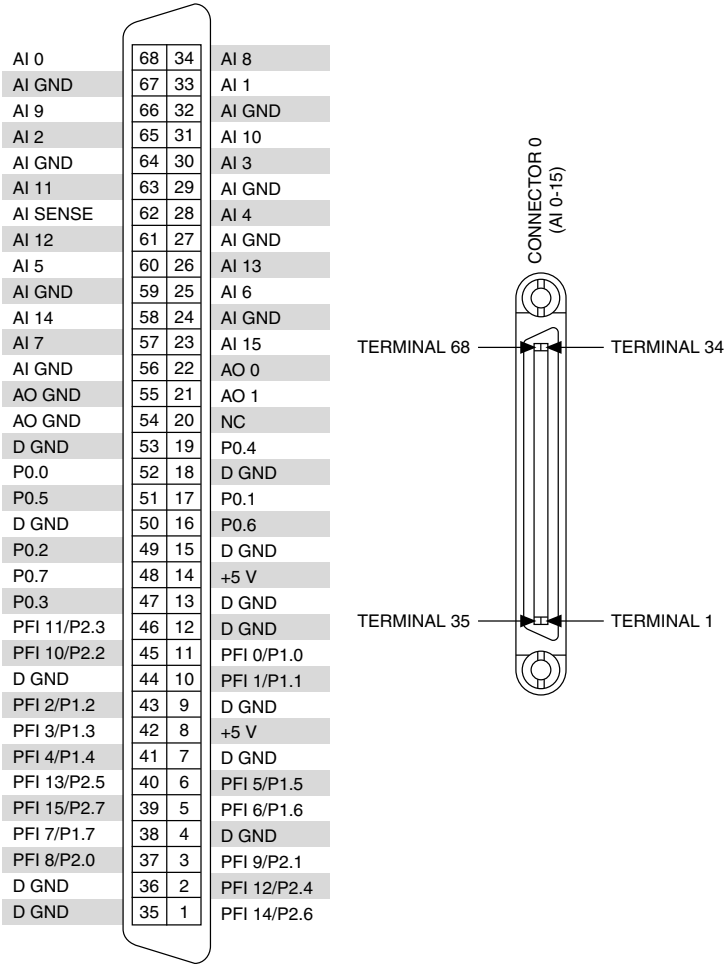 AI 0 68 34 AI 8
AI GND 67 33 AI 1
AI 9 66 32 AI GND
AI 2 65 31 AI 10
AI GND 64 30 AI 3
AI 11 63 29 AI GND
AI SENSE 62 28 AI 4
AI 12 61 27 AI GND
AI 5 60 26 AI 13
AI GND 59 25 AI 6
AI 14 58 24 AI GND
AI 7 57 23 AI 15
AI GND 56 22 AO 0
AO GND 55 21 AO 1
AO GND 54 20 NC
D GND 53 19 P0.4
P0.0 52 18 D GND
P0.5 51 17 P0.1
D GND 50 16 P0.6
P0.2 49 15 D GND
P0.7 48 14 +5 V
P0.3 47 13 D GND
PFI 11/P2.3 46 12 D GND
PFI 10/P2.2 45 11 PFI 0/P1.0
D GND 44 10 PFI 1/P1.1
PFI 2/P1.2 43 9 D GND
PFI 3/P1.3 42 8 +5 V
PFI 4/P1.4 41 7 D GND
PFI 13/P2.5 40 6 PFI 5/P1.5
PFI 15/P2.7 39 5 PFI 6/P1.6
PFI 7/P1.7 38 4 D GND
PFI 8/P2.0 37 3 PFI 9/P2.1
D GND 36 2 PFI 12/P2.4
D GND 35 1 PFI 14/P2.6
CONNECTOR 0
(AI 0-15)
TERMINAL 68 TERMINAL 34
TERMINAL 35 TERMINAL 1